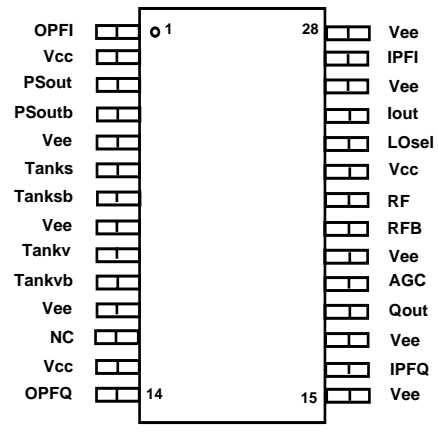 OPFI 1 28 Vee
Vcc IPFI
PSout Vee
PSoutb Iout
Vee LOsel
Tanks Vcc
Tanksb RF
Vee RFB
Tankv Vee
Tankvb AGC
Vee Qout
NC Vee
Vcc IPFQ
OPFQ 14 15 Vee